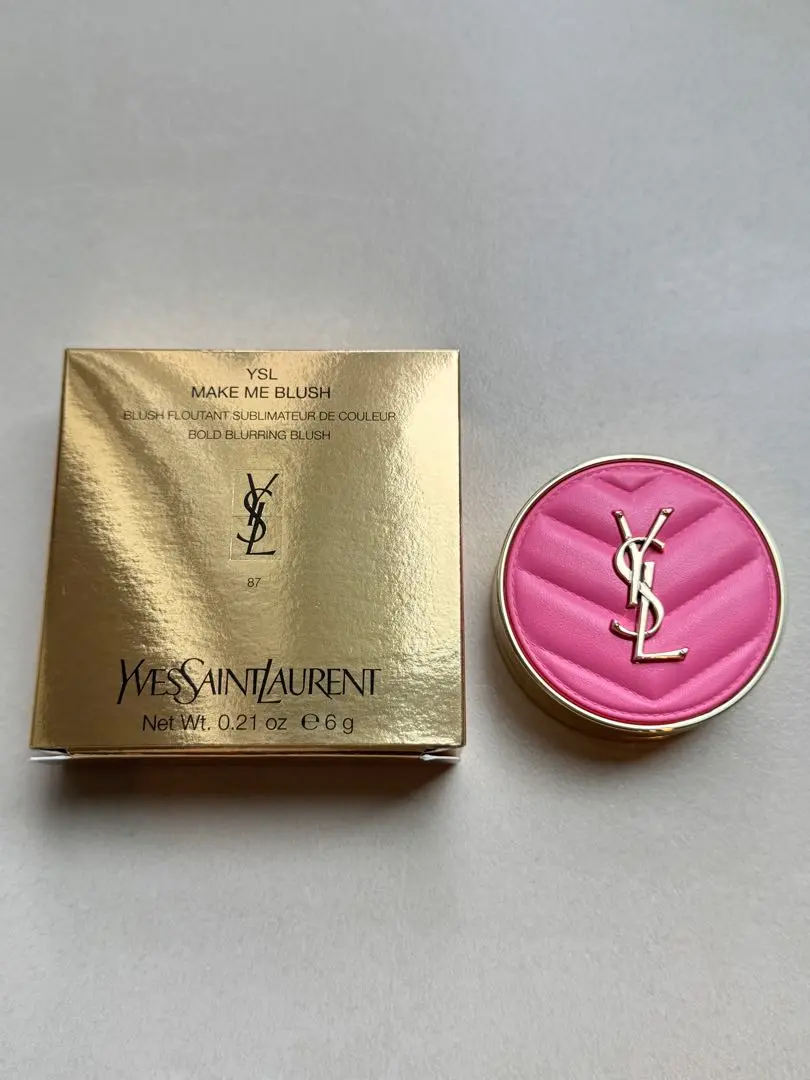 YSL
MAKE ME BLUSH
BLUSH FLOUTANT SUBLIMATEUR DE COULEUR
BOLD BLURRING BLUSH
YSL
87
YVESSAINTLAURENT
Net Wt. 0.21 oz ℮ 6 g
YSL